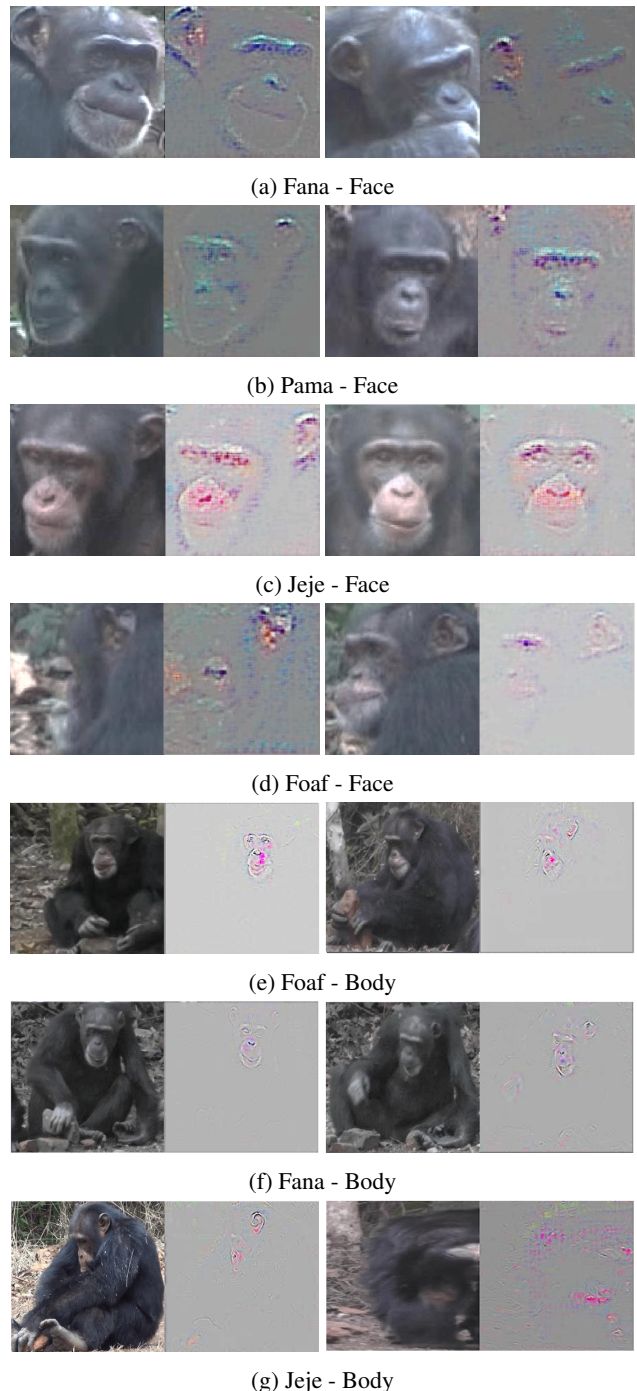 (a) Fana - Face
(b) Pama - Face
(c) Jeje - Face
(d) Foaf - Face
(e) Foaf - Body
(f) Fana - Body
(g) Jeje - Body